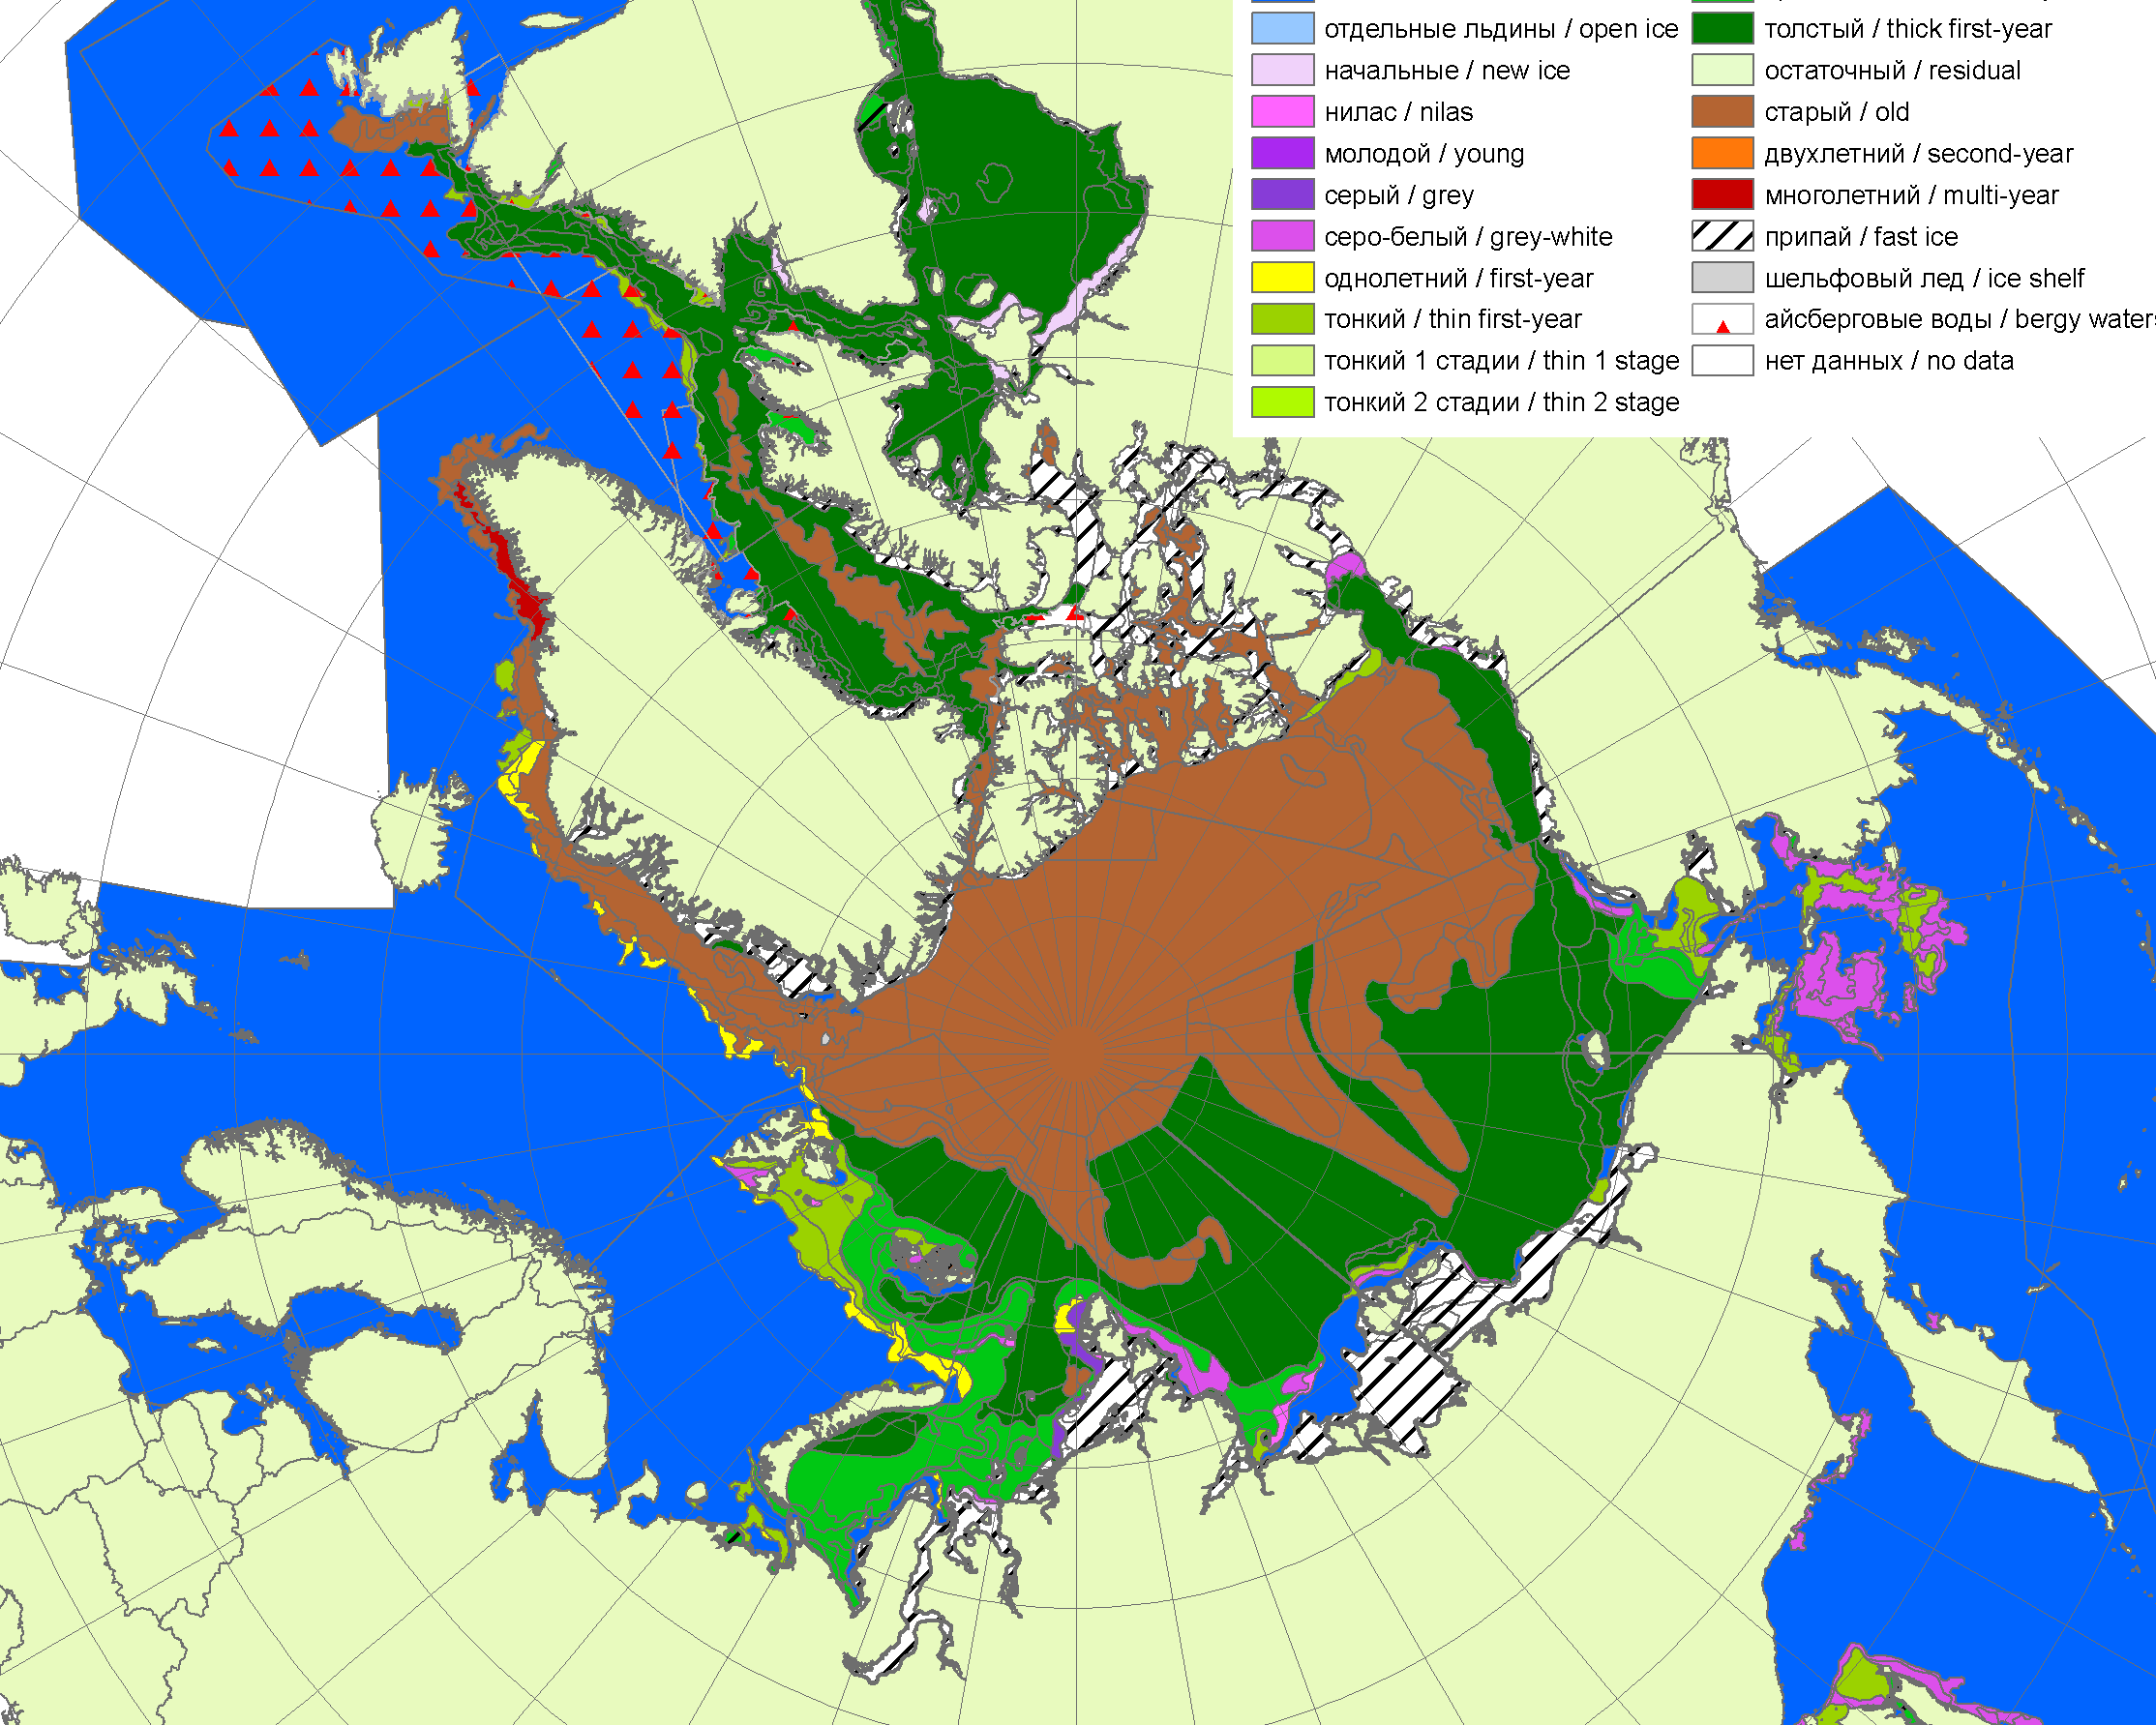 отдельные льдины / open ice
начальные / new ice
нилас / nilas
молодой / young
серый / grey
серо-белый / grey-white
однолетний / first-year
тонкий / thin first-year
тонкий 1 стадии / thin 1 stage
тонкий 2 стадии / thin 2 stage
толстый / thick first-year
остаточный / residual
старый / old
двухлетний / second-year
многолетний / multi-year
припай / fast ice
шельфовый лед / ice shelf
айсберговые воды / bergy waters
нет данных / no data